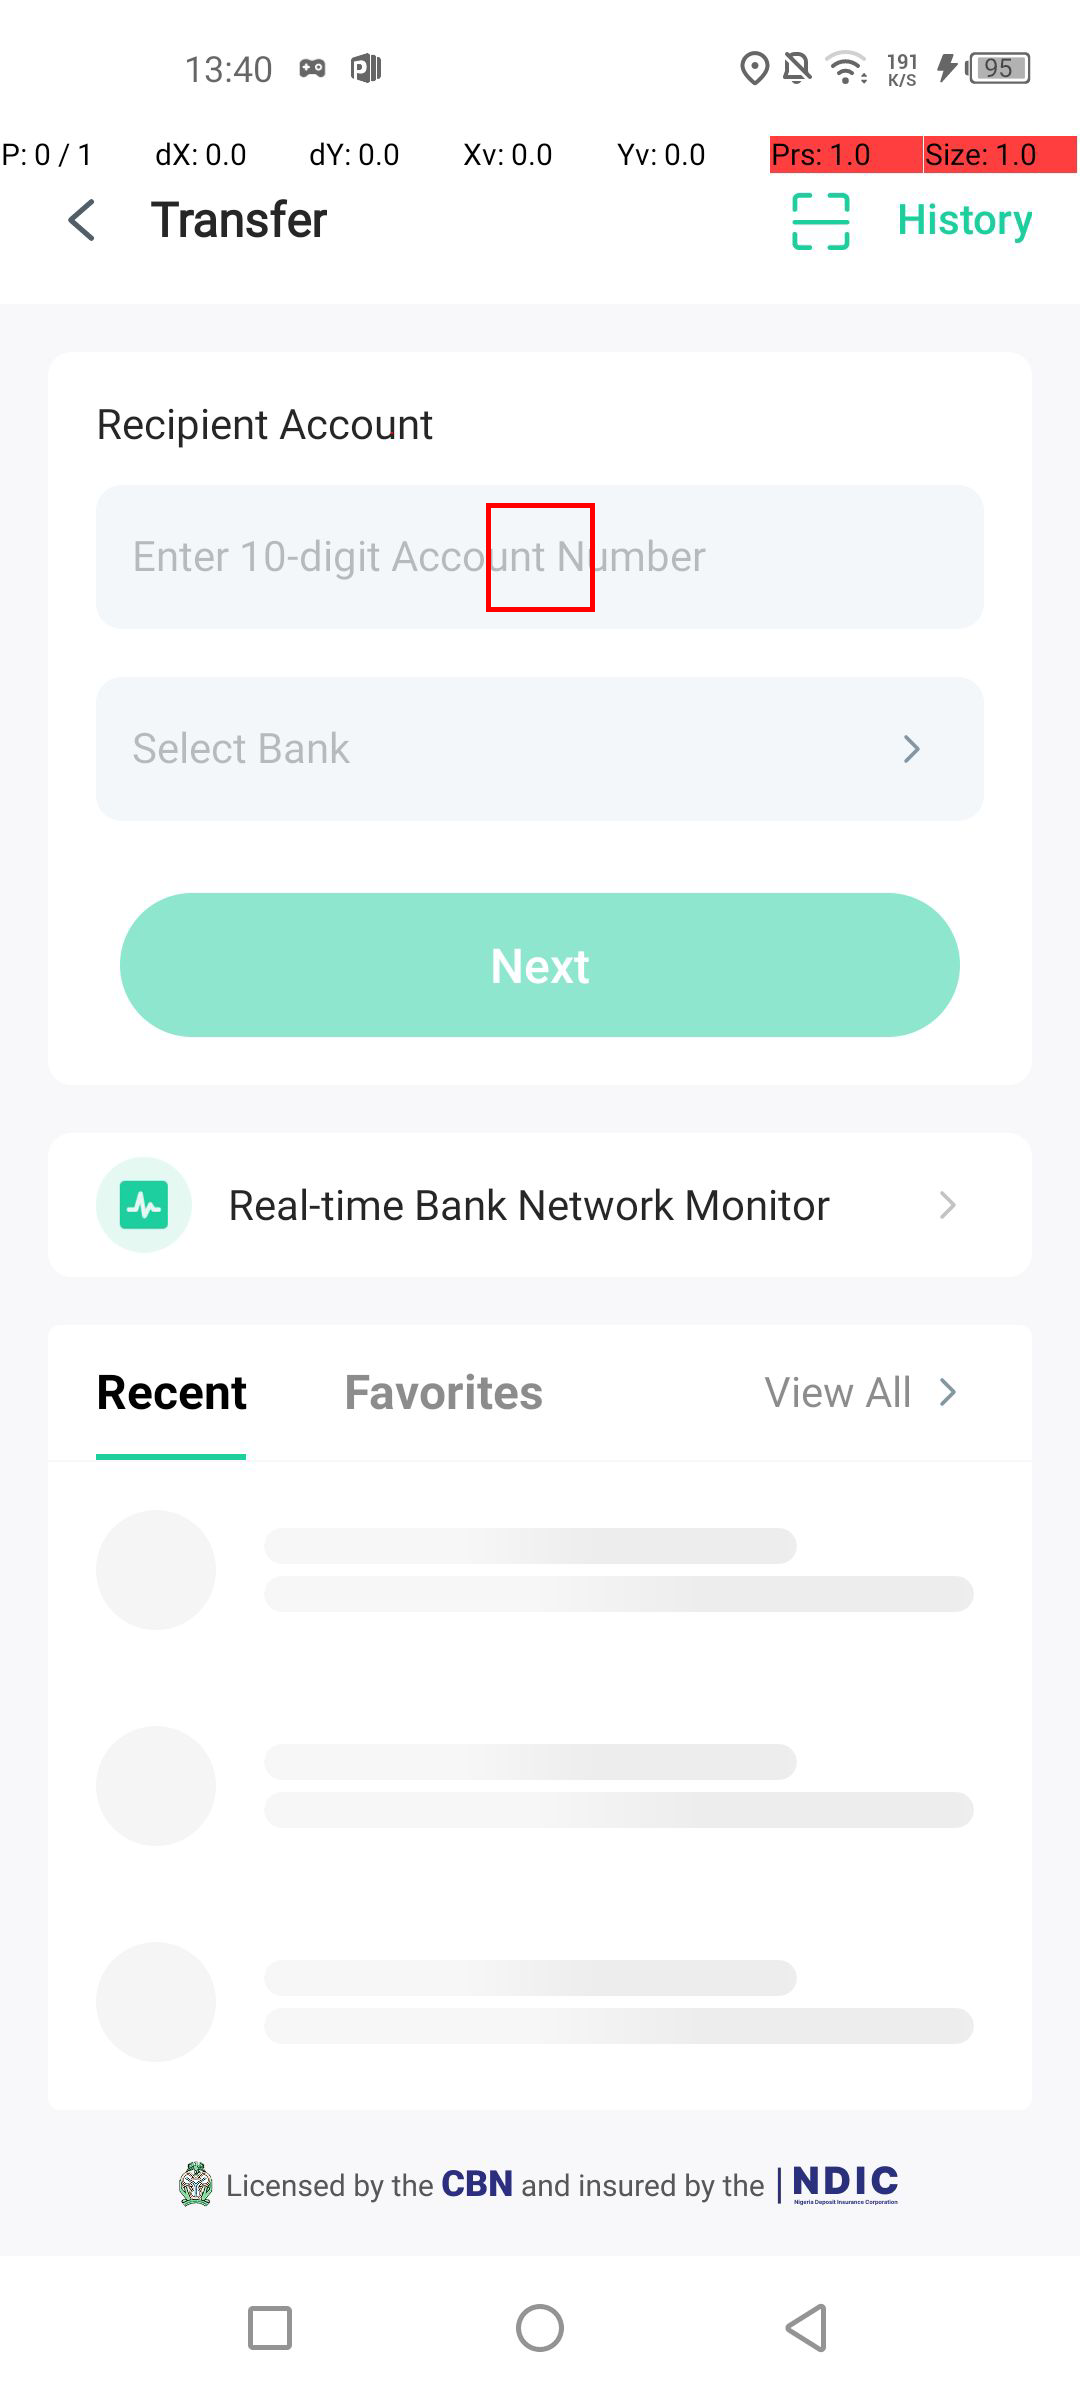 13:40
191
K/S
95
P: 0 / 1 dX: 0.0 dY: 0.0 Xv: 0.0 Yv: 0.0 Prs: 1.0 Size: 1.0
Transfer
History
Recipient Account
Enter 10-digit Account Number
Select Bank
Next
Real-time Bank Network Monitor
Recent Favorites View All
Licensed by the CBN and insured by the NDIC
Nigeria Deposit Insurance Corporation